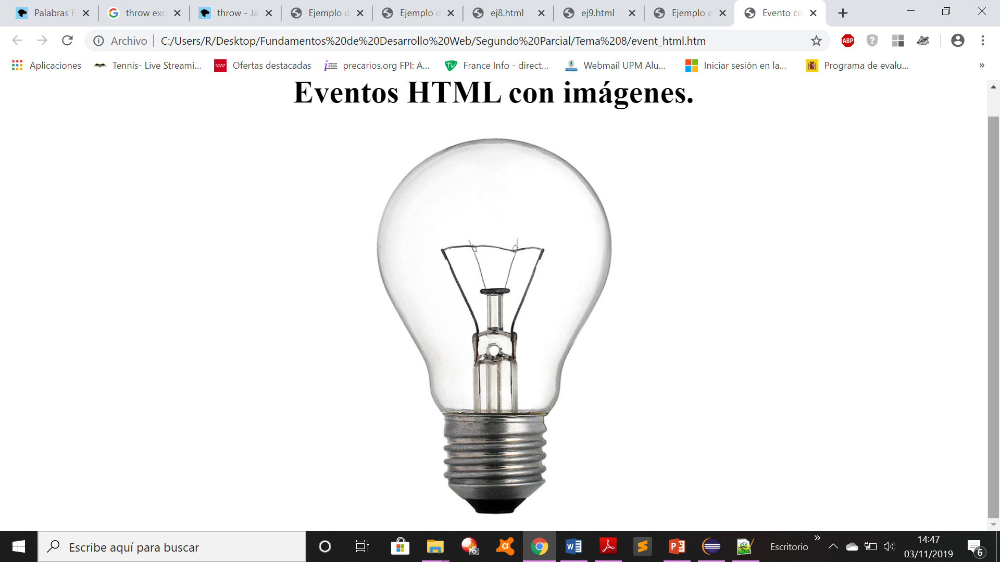 Palabras R
throw exc
throw - Ja
Ejemplo d
Ejemplo d
ej8.html
ej9.html
Ejemplo e
Evento co
Archivo
C:/Users/R/Desktop/Fundamentos%20de%20Desarrollo%20Web/Segundo%20Parcial/Tema%208/event_html.htm
ABP
Aplicaciones
Tennis- Live Streami...
Ofertas destacadas
precarios.org FPI: A...
France Info - direct...
Webmail UPM Alu...
Iniciar sesión en la...
Programa de evalu...
»
Eventos HTML con imágenes.
Escribe aquí para buscar
Escritorio
»
14:47
03/11/2019
6